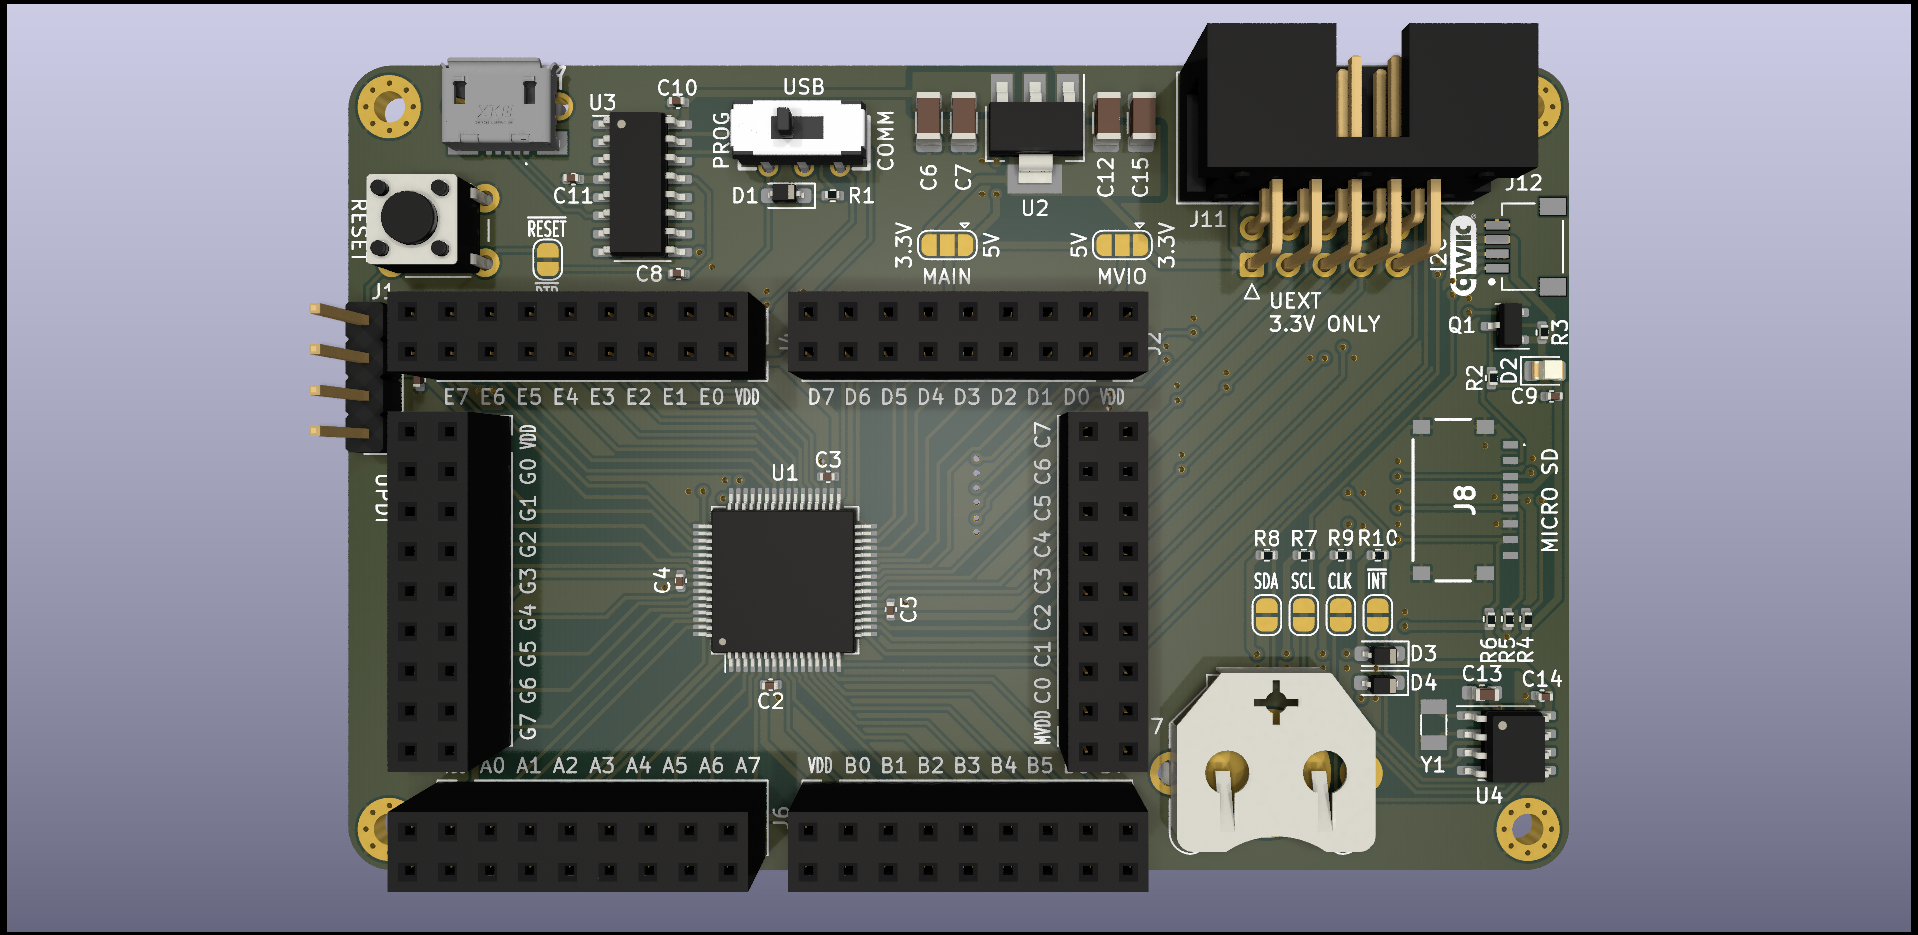 C10
USB
U3
PROG
COMM
C6
C7
C12
C15
C11
D1
R1
U2
J12
RESET
RESET
J11
3.3V
5V
5V
3.3V
I2C
qwiic
C8
MAIN
MVIO
UEXT
3.3V ONLY
Q1
R3
J2
R2
D2
C9
E7 E6 E5 E4 E3 E2 E1 E0 VDD
D7 D6 D5 D4 D3 D2 D1 D0 VDD
VDD
G0
G1
G2
G3
G4
G5
G6
G7
UPDI
U1
C3
C4
C5
C2
C7
C6
C5
C4
C3
C2
C1
C0
MVDD
J8
MICRO SD
R8 R7 R9 R10
SDA SCL CLK INT
R6
R5
R4
D3
D4
C13
C14
Y1
U4
A0 A1 A2 A3 A4 A5 A6 A7
VDD B0 B1 B2 B3 B4 B5
J6